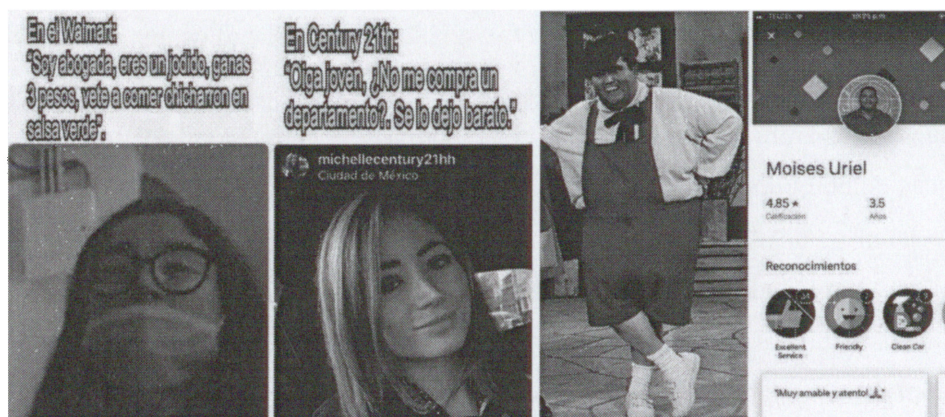 En el Walmart:
"Soy abogada, eres un jodido, ganas
3 pesos, vete a comer chicharron en
salsa verde".
En Century 21th:
"Oiga joven, ¿No me compra un
departamento?. Se lo dejo barato."
michellecentury21hh
Ciudad de México
TELCEL
×
Moises Uriel
4.85 ★
3.5
Calificación
Años
Reconocimientos
Excellent
Service
Friendly
Clean Car
"¡Muy amable y atento! 🙏"